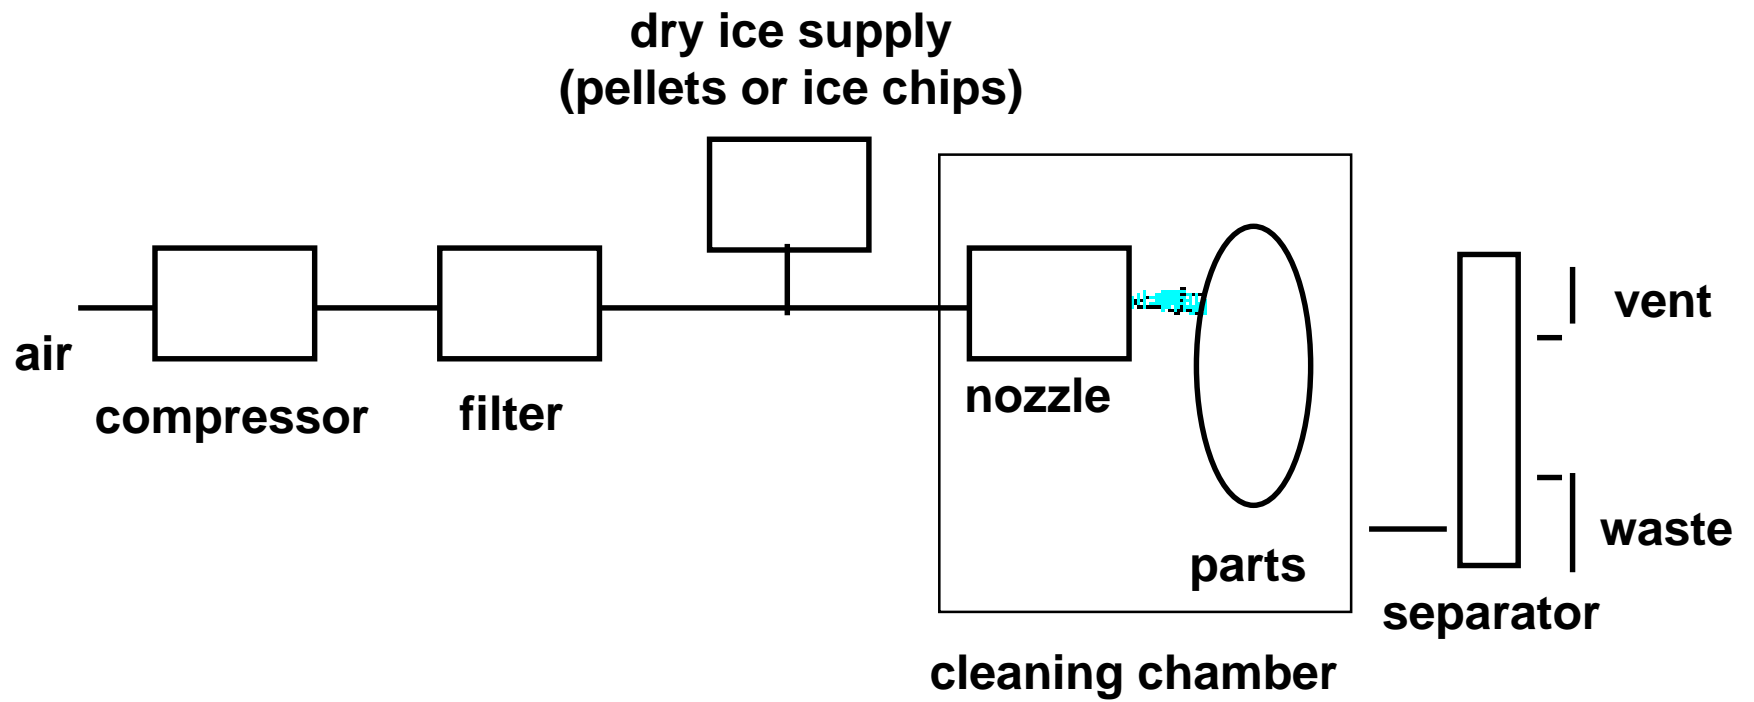 dry ice supply
(pellets or ice chips)
air
compressor
filter
nozzle
parts
cleaning chamber
separator
vent
waste